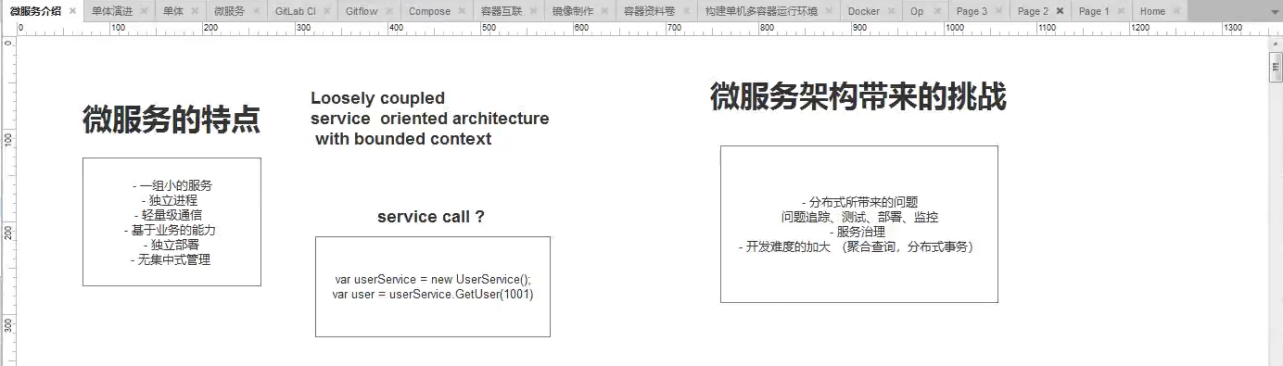 微服务介绍 单体演进 单体 微服务 GitLab CI Gitflow Compose 容器互联 镜像制作 容器资料卷 构建单机多容器运行环境 Docker Op Page 3 Page 2 Page 1 Home
0 100 200 300 400 500 600 700 800 900 1000 1100 1200 1300
0
100
200
300
微服务的特点
- 一组小的服务
- 独立进程
- 轻量级通信
- 基于业务的能力
- 独立部署
- 无集中式管理
Loosely coupled
service oriented architecture
with bounded context
service call ?
var userService = new UserService();
var user = userService.GetUser(1001)
微服务架构带来的挑战
- 分布式所带来的问题
问题追踪、测试、部署、监控
- 服务治理
- 开发难度的加大 （聚合查询，分布式事务）